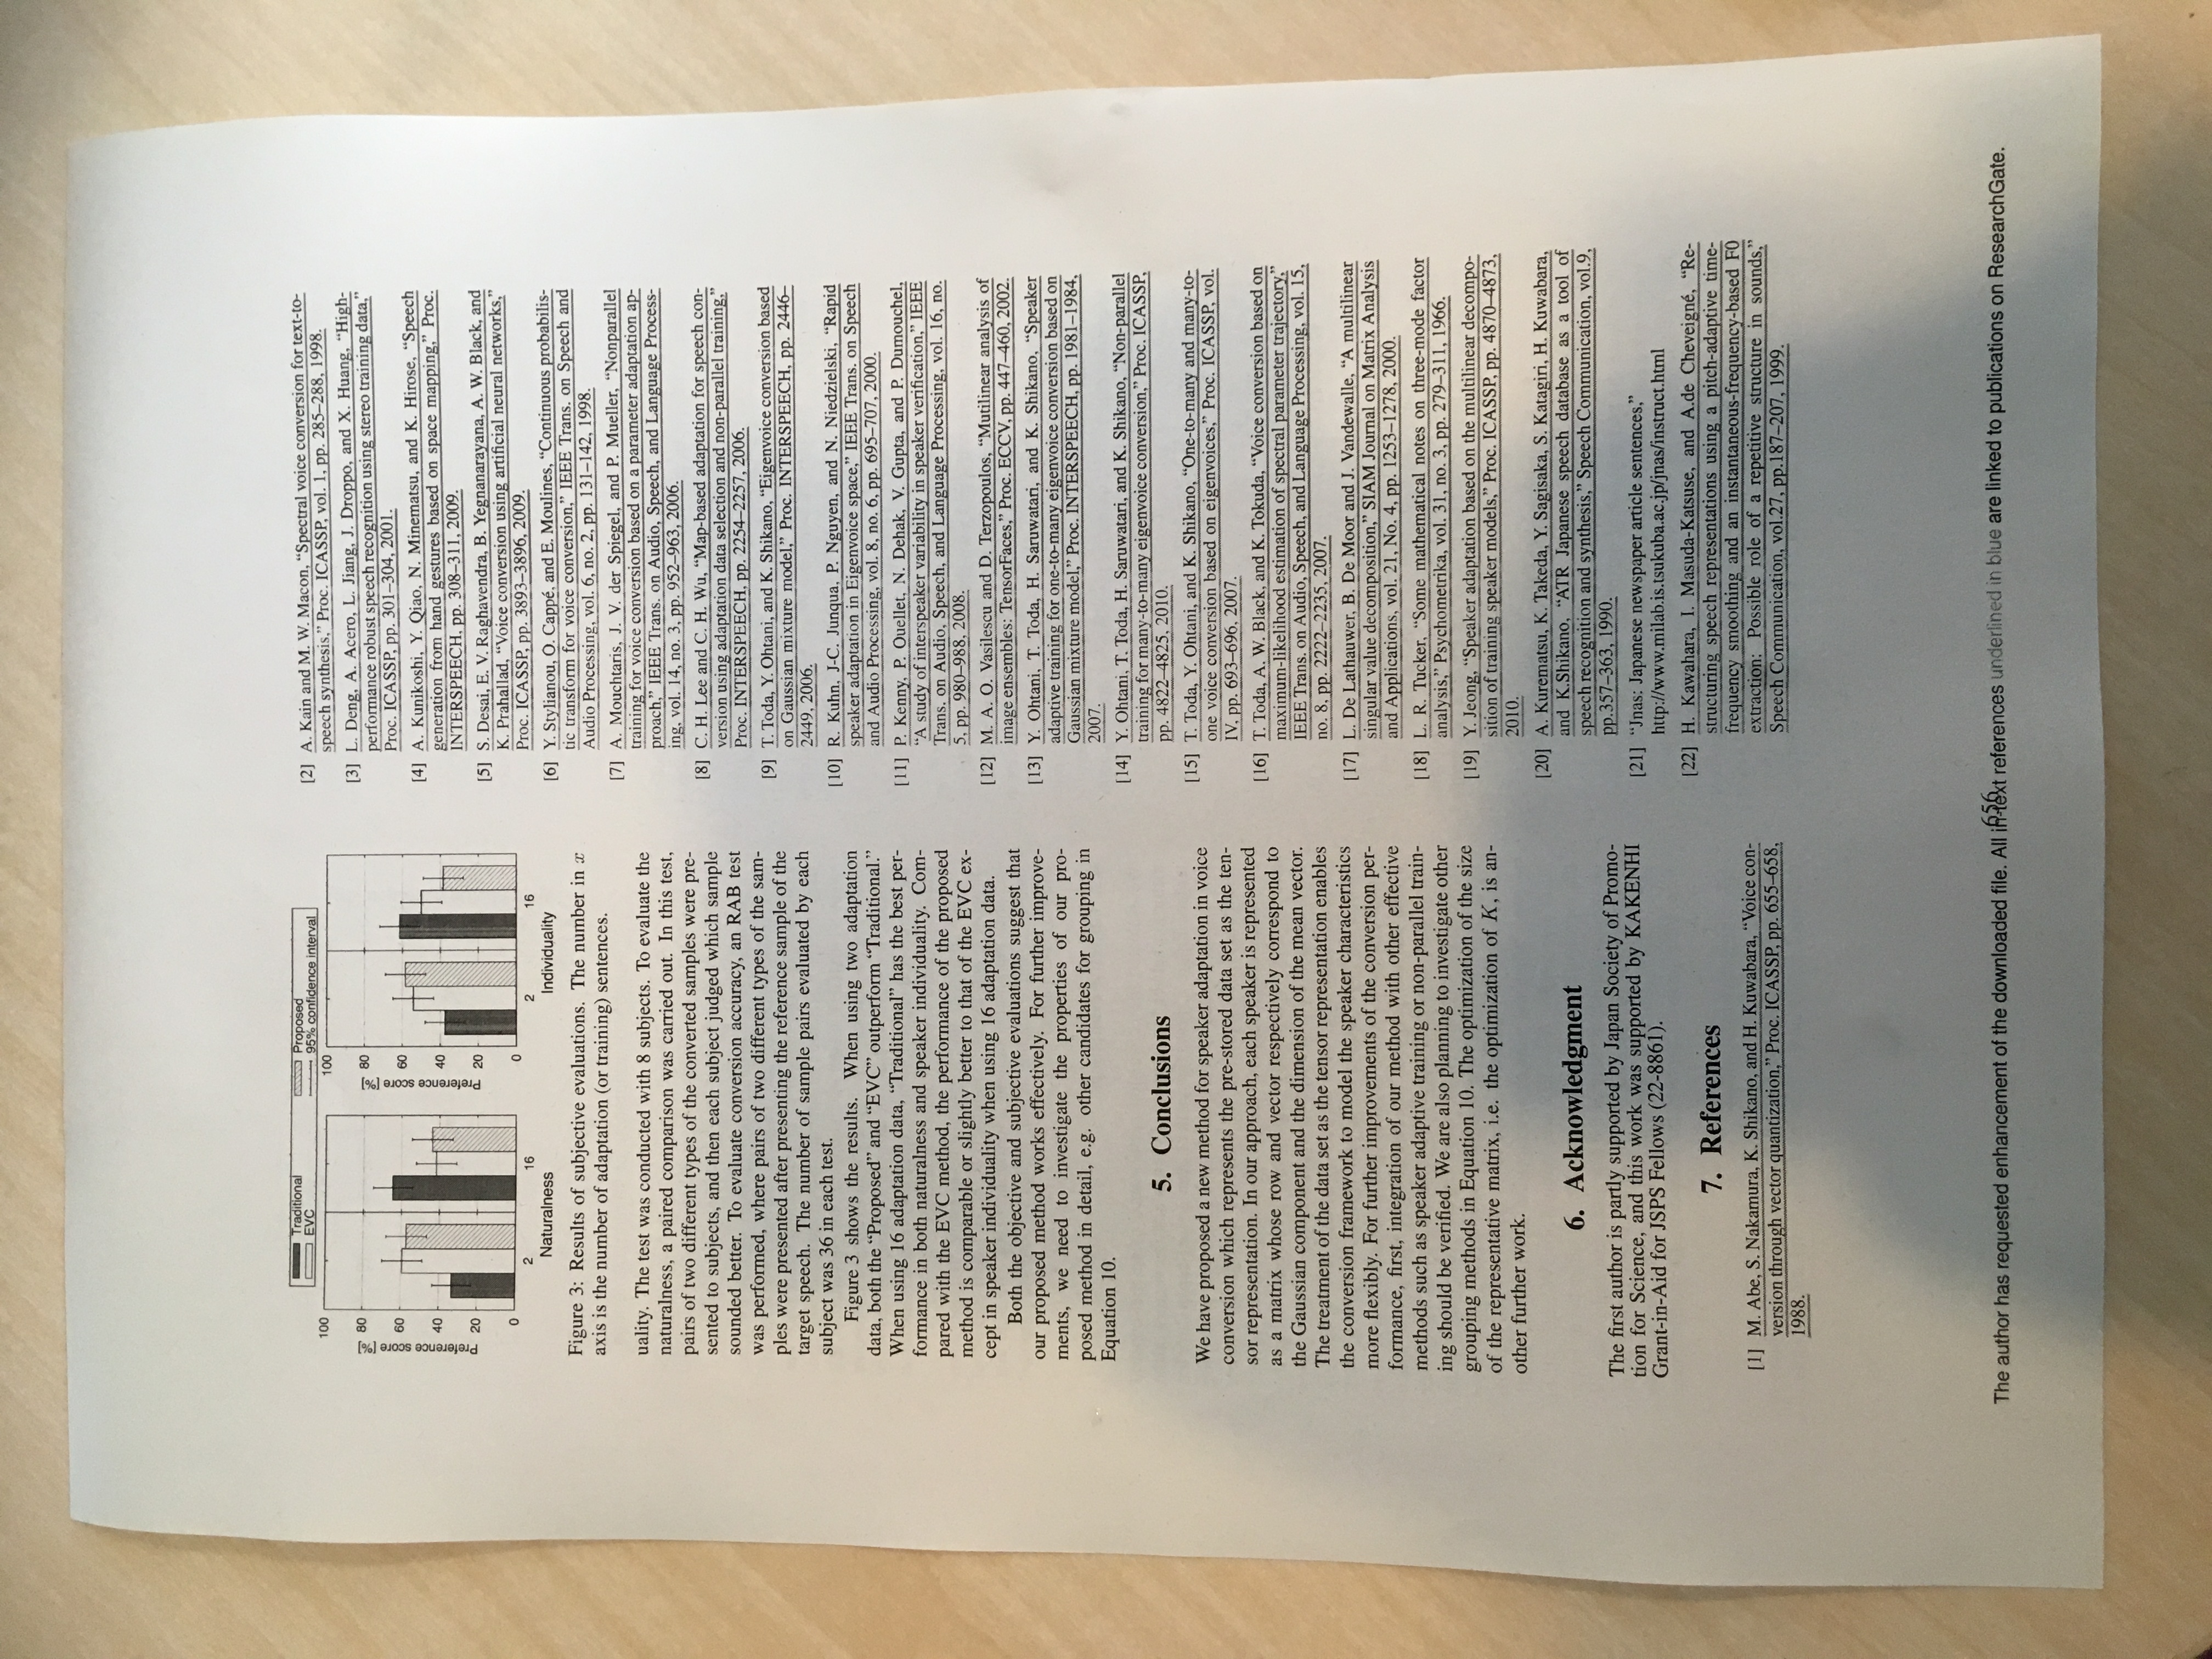 Traditional
EVC
Proposed
95% confidence interval
100
80
60
40
20
0
Preference score [%]
2
16
Naturalness
100
80
60
40
20
0
Preference score [%]
2
16
Individuality
Figure 3: Results of subjective evaluations. The number in x
axis is the number of adaptation (or training) sentences.
uality. The test was conducted with 8 subjects. To evaluate the
naturalness, a paired comparison was carried out. In this test,
pairs of two different types of the converted samples were pre-
sented to subjects, and then each subject judged which sample
sounded better. To evaluate conversion accuracy, an RAB test
was performed, where pairs of two different types of the sam-
ples were presented after presenting the reference sample of the
target speech. The number of sample pairs evaluated by each
subject was 36 in each test.
Figure 3 shows the results. When using two adaptation
data, both the “Proposed” and “EVC” outperform “Traditional.”
When using 16 adaptation data, “Traditional” has the best per-
formance in both naturalness and speaker individuality. Com-
pared with the EVC method, the performance of the proposed
method is comparable or slightly better to that of the EVC ex-
cept in speaker individuality when using 16 adaptation data.
Both the objective and subjective evaluations suggest that
our proposed method works effectively. For further improve-
ments, we need to investigate the properties of our pro-
posed method in detail, e.g. other candidates for grouping in
Equation 10.
5. Conclusions
We have proposed a new method for speaker adaptation in voice
conversion which represents the pre-stored data set as the ten-
sor representation. In our approach, each speaker is represented
as a matrix whose row and vector respectively correspond to
the Gaussian component and the dimension of the mean vector.
The treatment of the data set as the tensor representation enables
the conversion framework to model the speaker characteristics
more flexibly. For further improvements of the conversion per-
formance, first, integration of our method with other effective
methods such as speaker adaptive training or non-parallel train-
ing should be verified. We are also planning to investigate other
grouping methods in Equation 10. The optimization of the size
of the representative matrix, i.e. the optimization of K, is an-
other further work.
6. Acknowledgment
The first author is partly supported by Japan Society of Promo-
tion for Science, and this work was supported by KAKENHI
Grant-in-Aid for JSPS Fellows (22-8861).
7. References
[1] M. Abe, S. Nakamura, K. Shikano, and H. Kuwabara, “Voice con-
version through vector quantization,” Proc. ICASSP, pp. 655–658,
1988.
[2] A. Kain and M. W. Macon, “Spectral voice conversion for text-to-
speech synthesis,” Proc. ICASSP, vol. 1, pp. 285–288, 1998.
[3] L. Deng, A. Acero, L. Jiang, J. Droppo, and X. Huang, “High-
performance robust speech recognition using stereo training data,”
Proc. ICASSP, pp. 301–304, 2001.
[4] A. Kunikoshi, Y. Qiao, N. Minematsu, and K. Hirose, “Speech
generation from hand gestures based on space mapping,” Proc.
INTERSPEECH, pp. 308–311, 2009.
[5] S. Desai, E. V. Raghavendra, B. Yegnanarayana, A. W. Black, and
K. Prahallad, “Voice conversion using artificial neural networks,”
Proc. ICASSP, pp. 3893–3896, 2009.
[6] Y. Stylianou, O. Cappé, and E. Moulines, “Continuous probabilis-
tic transform for voice conversion,” IEEE Trans. on Speech and
Audio Processing, vol. 6, no. 2, pp. 131–142, 1998.
[7] A. Mouchtaris, J. V. der Spiegel, and P. Mueller, “Nonparallel
training for voice conversion based on a parameter adaptation ap-
proach,” IEEE Trans. on Audio, Speech, and Language Process-
ing, vol. 14, no. 3, pp. 952–963, 2006.
[8] C. H. Lee and C. H. Wu, “Map-based adaptation for speech con-
version using adaptation data selection and non-parallel training,”
Proc. INTERSPEECH, pp. 2254–2257, 2006.
[9] T. Toda, Y. Ohtani, and K. Shikano, “Eigenvoice conversion based
on Gaussian mixture model,” Proc. INTERSPEECH, pp. 2446–
2449, 2006.
[10] R. Kuhn, J-C. Junqua, P. Nguyen, and N. Niedzielski, “Rapid
speaker adaptation in Eigenvoice space,” IEEE Trans. on Speech
and Audio Processing, vol. 8, no. 6, pp. 695–707, 2000.
[11] P. Kenny, P. Ouellet, N. Dehak, V. Gupta, and P. Dumouchel,
“A study of interspeaker variability in speaker verification,” IEEE
Trans. on Audio, Speech, and Language Processing, vol. 16, no.
5, pp. 980–988, 2008.
[12] M. A. O. Vasilescu and D. Terzopoulos, “Mutilinear analysis of
image ensembles: TensorFaces,” Proc. ECCV, pp. 447–460, 2002.
[13] Y. Ohtani, T. Toda, H. Saruwatari, and K. Shikano, “Speaker
adaptive training for one-to-many eigenvoice conversion based on
Gaussian mixture model,” Proc. INTERSPEECH, pp. 1981–1984,
2007.
[14] Y. Ohtani, T. Toda, H. Saruwatari, and K. Shikano, “Non-parallel
training for many-to-many eigenvoice conversion,” Proc. ICASSP,
pp. 4822–4825, 2010.
[15] T. Toda, Y. Ohtani, and K. Shikano, “One-to-many and many-to-
one voice conversion based on eigenvoices,” Proc. ICASSP, vol.
IV, pp. 693–696, 2007.
[16] T. Toda, A. W. Black, and K. Tokuda, “Voice conversion based on
maximum-likelihood estimation of spectral parameter trajectory,”
IEEE Trans. on Audio, Speech, and Language Processing, vol. 15,
no. 8, pp. 2222–2235, 2007.
[17] L. De Lathauwer, B. De Moor and J. Vandewalle, “A multilinear
singular value decomposition,” SIAM Journal on Matrix Analysis
and Applications, vol. 21, No. 4, pp. 1253–1278, 2000.
[18] L. R. Tucker, “Some mathematical notes on three-mode factor
analysis,” Psychometrika, vol. 31, no. 3, pp. 279–311, 1966.
[19] Y. Jeong, “Speaker adaptation based on the multilinear decompo-
sition of training speaker models,” Proc. ICASSP, pp. 4870–4873,
2010.
[20] A. Kurematsu, K. Takeda, Y. Sagisaka, S. Katagiri, H. Kuwabara,
and K.Shikano, “ATR Japanese speech database as a tool of
speech recognition and synthesis,” Speech Communication, vol.9,
pp.357–363, 1990.
[21] “Jnas: Japanese newspaper article sentences,”
http://www.milab.is.tsukuba.ac.jp/jnas/instruct.html
[22] H. Kawahara, I. Masuda-Katsuse, and A.de Cheveigné, “Re-
structuring speech representations using a pitch-adaptive time-
frequency smoothing and an instantaneous-frequency-based F0
extraction: Possible role of a repetitive structure in sounds,”
Speech Communication, vol.27, pp.187–207, 1999.
656
The author has requested enhancement of the downloaded file. All in-text references underlined in blue are linked to publications on ResearchGate.